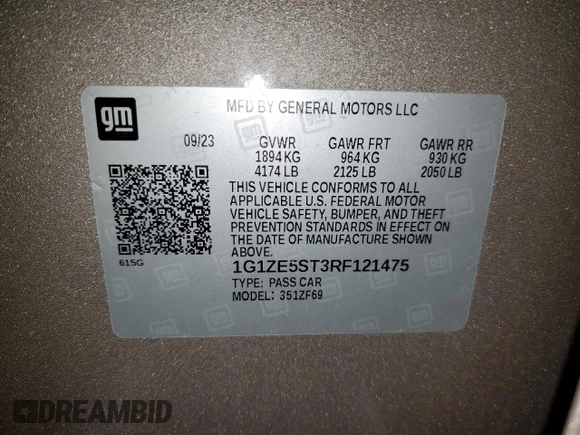 gm
MFD BY GENERAL MOTORS LLC
09/23 GVWR GAWR FRT GAWR RR
1894 KG 964 KG 930 KG
4174 LB 2125 LB 2050 LB
THIS VEHICLE CONFORMS TO ALL
APPLICABLE U.S. FEDERAL MOTOR
VEHICLE SAFETY, BUMPER, AND THEFT
PREVENTION STANDARDS IN EFFECT ON
THE DATE OF MANUFACTURE SHOWN
ABOVE.
615G
1G1ZE5ST3RF121475
TYPE: PASS CAR
MODEL: 351ZF69
DREAMBID